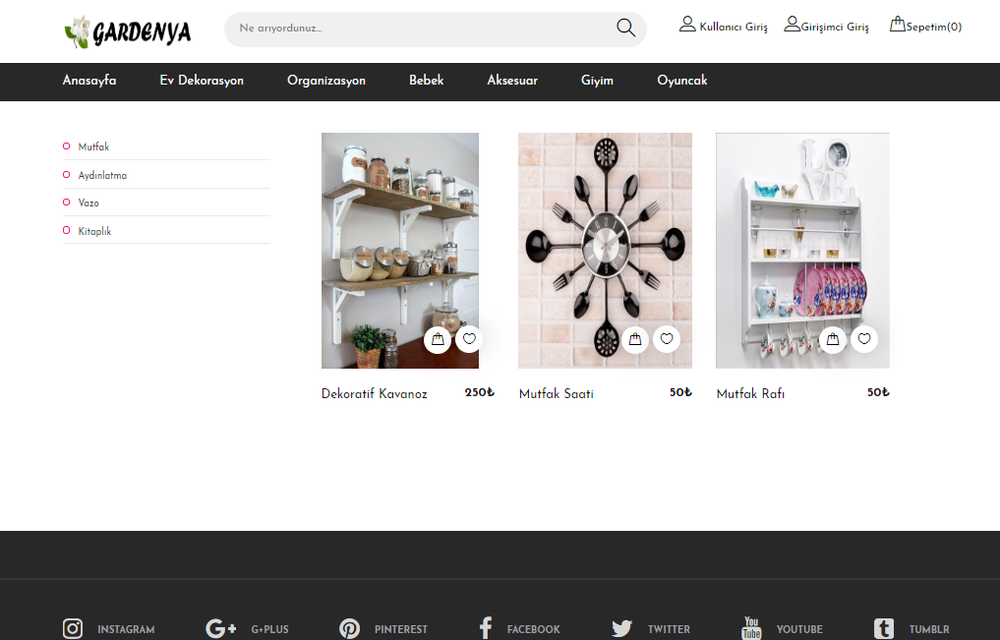 GARDENYA
Ne arıyordunuz...
Kullanıcı Giriş
Girişimci Giriş
Sepetim(0)
Anasayfa Ev Dekorasyon Organizasyon Bebek Aksesuar Giyim Oyuncak
Mutfak
Aydınlatma
Vazo
Kitaplık
Dekoratif Kavanoz 250₺
Mutfak Saati 50₺
Mutfak Rafı 50₺
INSTAGRAM G+PLUS PINTEREST FACEBOOK TWITTER YOUTUBE TUMBLR